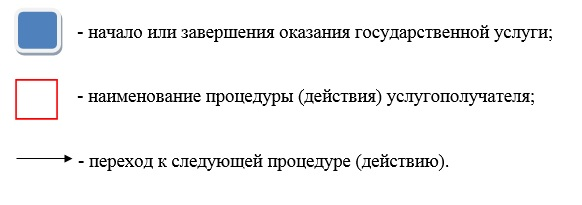 - начало или завершения оказания государственной услуги;
- наименование процедуры (действия) услугополучателя;
- переход к следующей процедуре (действию).